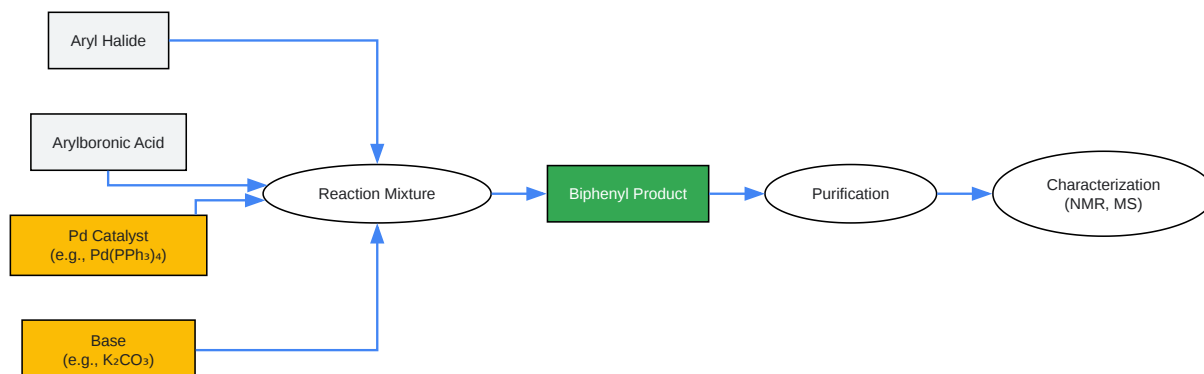 Aryl Halide
Arylboronic Acid
Pd Catalyst
(e.g., Pd(PPh₃)₄)
Base
(e.g., K₂CO₃)
Reaction Mixture
Biphenyl Product
Purification
Characterization
(NMR, MS)